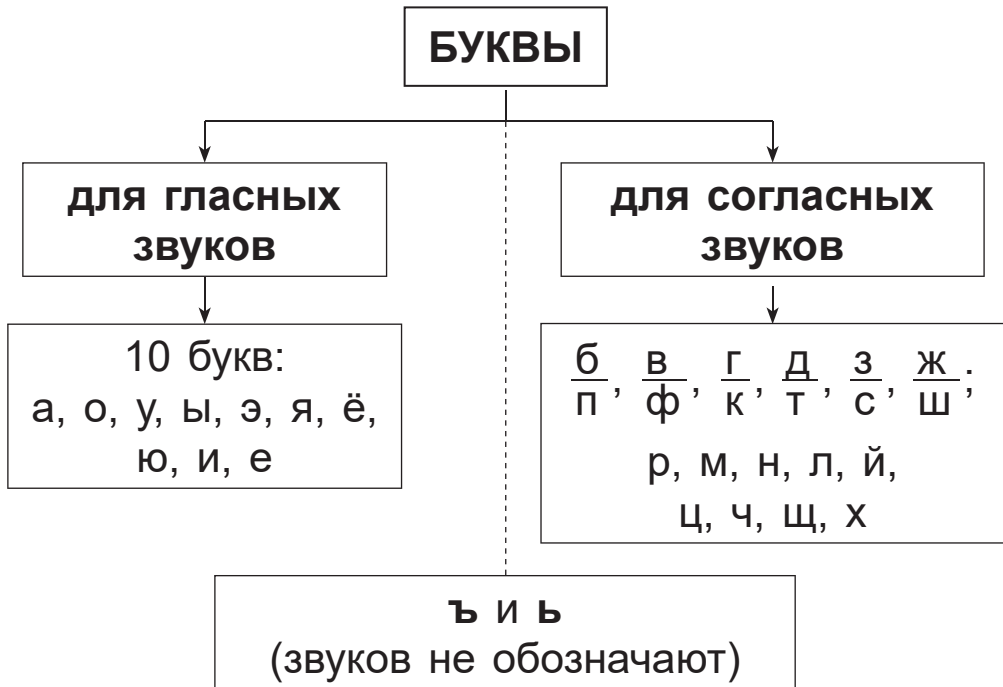 БУКВЫ
для гласных
звуков
10 букв:
а, о, у, ы, э, я, ё,
ю, и, е
для согласных
звуков
б/п, в/ф, г/к, д/т, з/с, ж/ш;
р, м, н, л, й,
ц, ч, щ, х
ъ и ь
(звуков не обозначают)